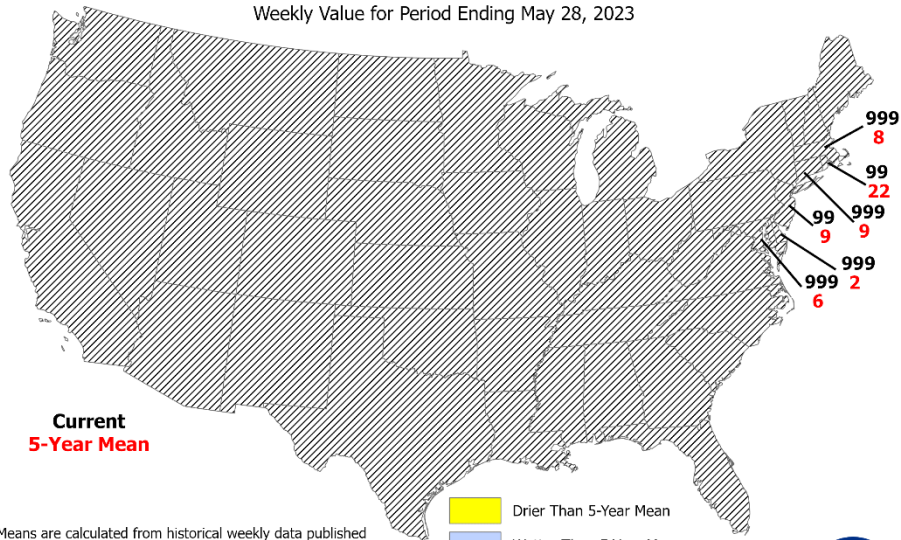 Weekly Value for Period Ending May 28, 2023
999
8
99
22
999
9
99
9
999
2
999
6
Current
5-Year Mean
Drier Than 5-Year Mean
Means are calculated from historical weekly data published